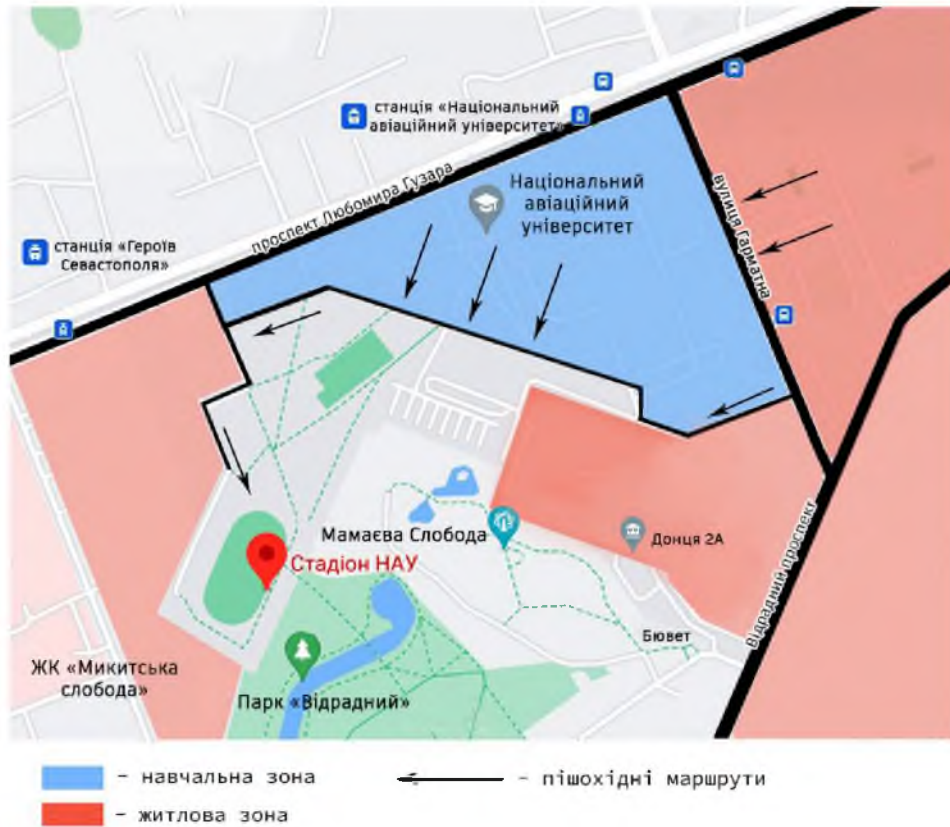 станція «Національний
авіаційний університет»
проспект Любомира Гузара
Національний
авіаційний
університет
вулиця Гарматна
станція «Героїв
Севастополя»
Мамаєва Слобода
Донця 2А
Стадіон НАУ
Відрадний проспект
Бювет
ЖК «Микитська
слобода»
Парк «Відрадний»
– навчальна зона
– пішохідні маршрути
– житлова зона